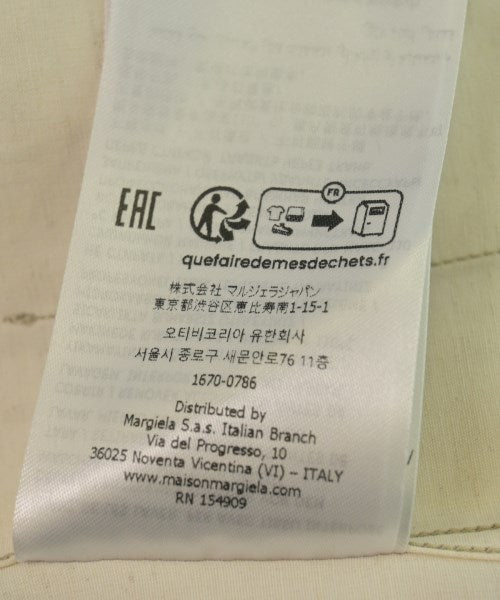 EAC
FR
quefairedemesdechets.fr
株式会社 マルジェラジャパン
東京都渋谷区恵比寿南1-15-1
오티비코리아 유한회사
서울시 종로구 새문안로76 11층
1670-0786
Distributed by
Margiela S.a.s. Italian Branch
Via del Progresso, 10
36025 Noventa Vicentina (VI) – ITALY
www.maisonmargiela.com
RN 154909